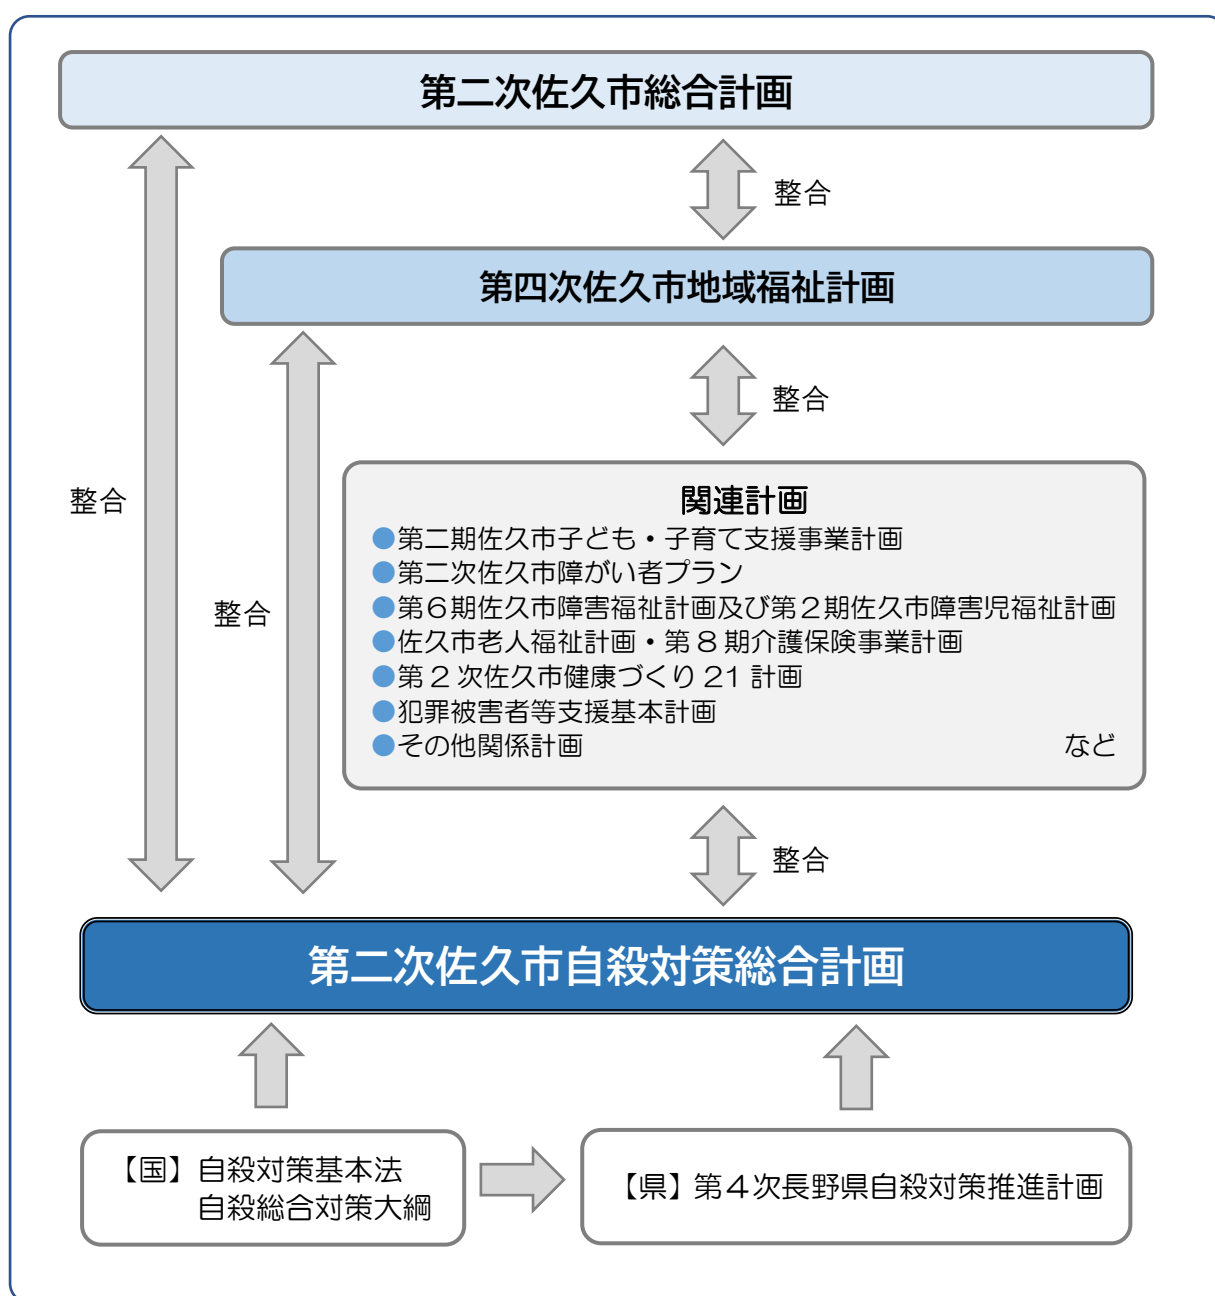 第二次佐久市総合計画
整合
第四次佐久市地域福祉計画
整合
整合
整合
関連計画
●第二期佐久市子ども・子育て支援事業計画
●第二次佐久市障がい者プラン
●第６期佐久市障害福祉計画及び第２期佐久市障害児福祉計画
●佐久市老人福祉計画・第８期介護保険事業計画
●第２次佐久市健康づくり 21 計画
●犯罪被害者等支援基本計画
●その他関係計画 など
整合
第二次佐久市自殺対策総合計画
【国】自殺対策基本法
自殺総合対策大綱
【県】第４次長野県自殺対策推進計画